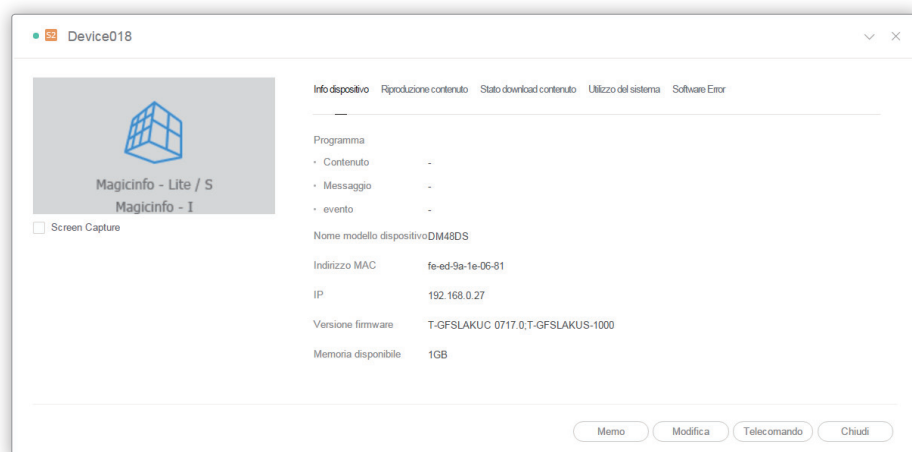 S2 Device018
Info dispositivo Riproduzione contenuto Stato download contenuto Utilizzo del sistema Software Error
Magicinfo - Lite / S
Magicinfo - I
Screen Capture
Programma
• Contenuto -
• Messaggio -
• evento -
Nome modello dispositivo DM48DS
Indirizzo MAC fe-ed-9a-1e-06-81
IP 192.168.0.27
Versione firmware T-GFSLAKUC 0717.0;T-GFSLAKUS-1000
Memoria disponibile 1GB
Memo Modifica Telecomando Chiudi